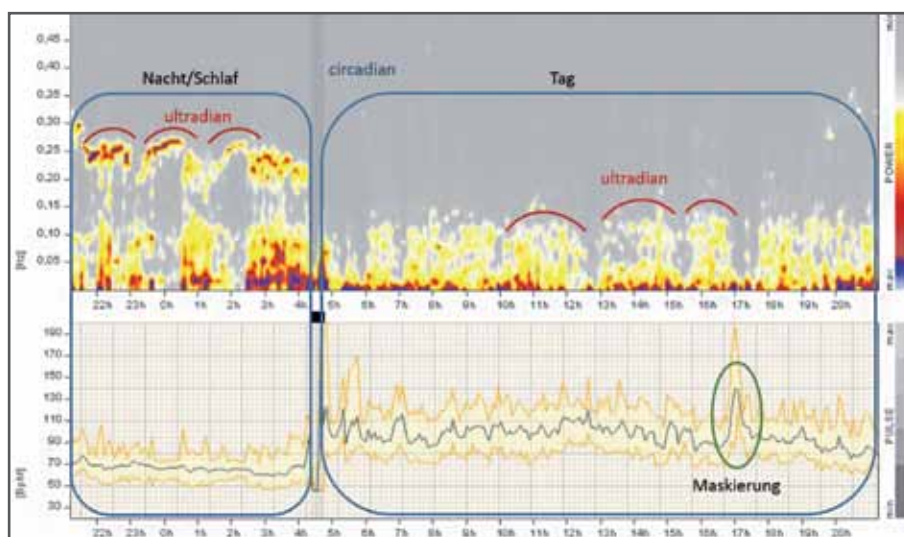 0,45
0,40
0,35
0,30
0,25
0,20
0,15
0,10
0,05
[Hz]
Nacht/Schlaf
circadian
Tag
ultradian
ultradian
POWER
max
22h 23h 0h 1h 2h 3h 4h 5h 6h 7h 8h 9h 10h 11h 12h 13h 14h 15h 16h 17h 18h 19h 20h
190
170
150
130
110
90
70
50
30
[BpM]
Maskierung
max
PULSE
min
22h 23h 0h 1h 2h 3h 4h 5h 6h 7h 8h 9h 10h 11h 12h 13h 14h 15h 16h 17h 18h 19h 20h